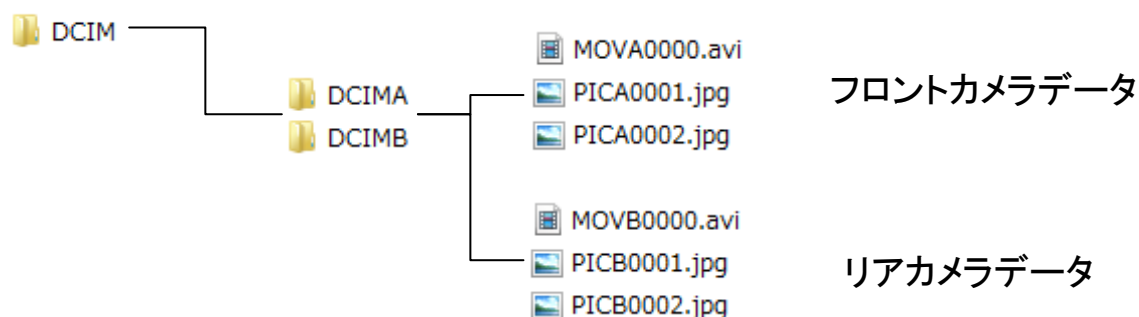 DCIM
DCIMA
DCIMB
MOVA0000.avi
PICA0001.jpg
PICA0002.jpg
フロントカメラデータ
MOVB0000.avi
PICB0001.jpg
PICB0002.jpg
リアカメラデータ